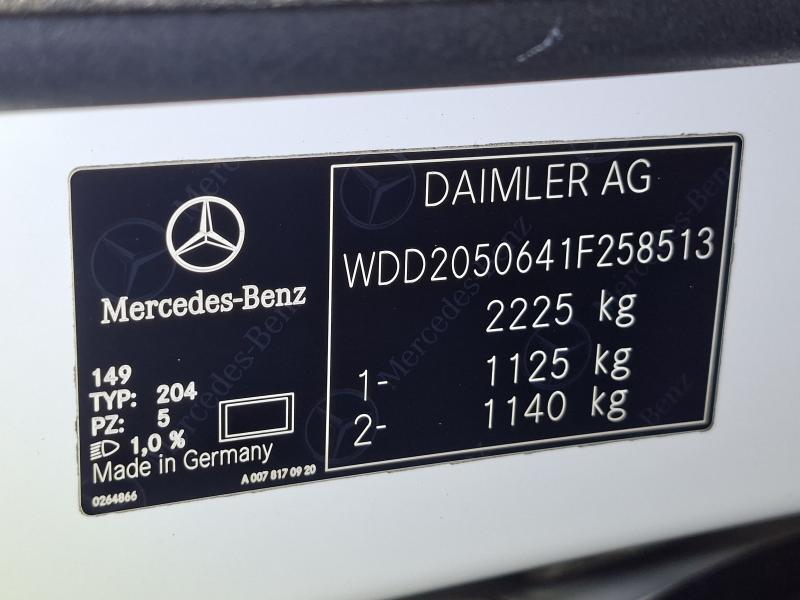 Mercedes-Benz
149
TYP: 204
PZ: 5
1,0 %
Made in Germany
0264866
A 007 817 09 20
DAIMLER AG
WDD2050641F258513
2225 kg
1- 1125 kg
2- 1140 kg